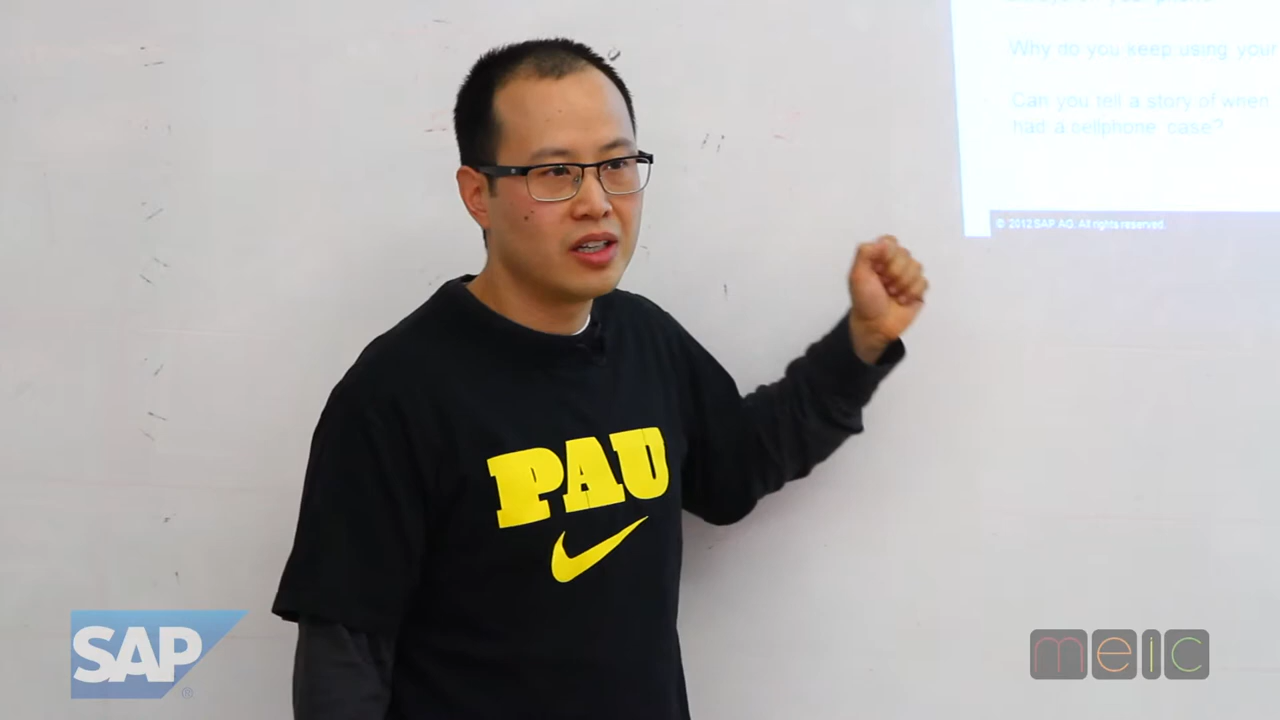 Why do you keep using your
Can you tell a story of when
had a cellphone case?
© 2012 SAP AG. All rights reserved.
PAU
SAP®
meic